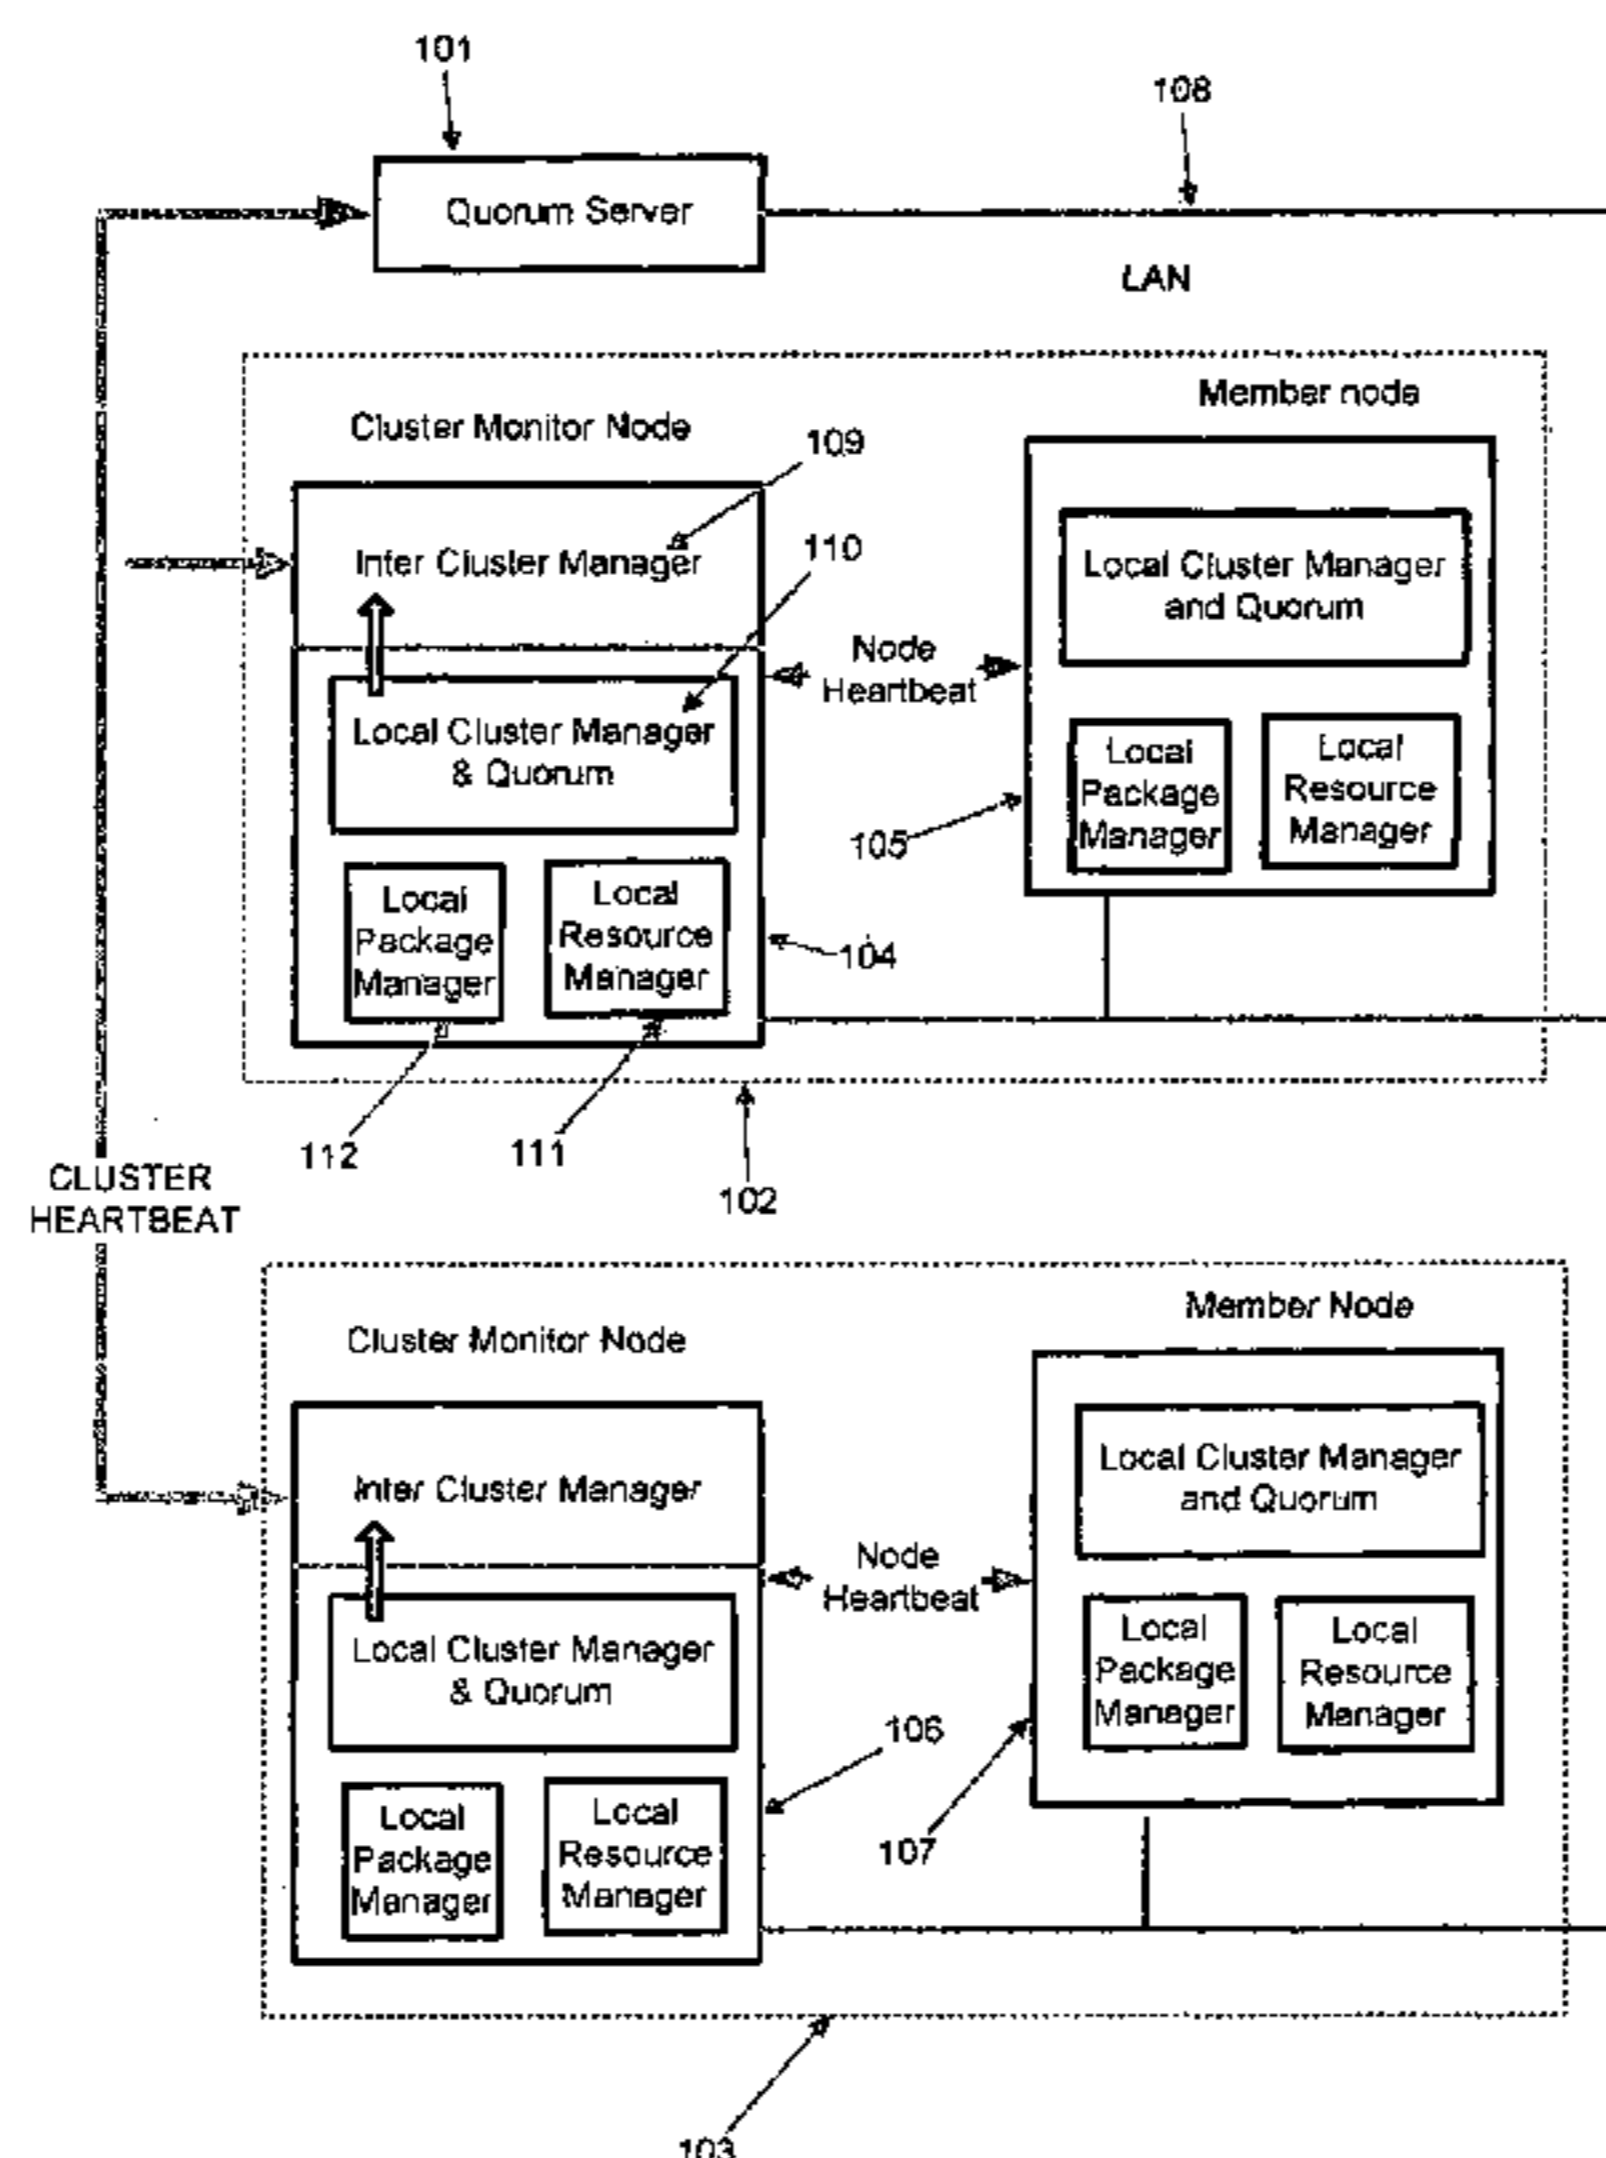 101
108
Quorum Server
LAN
Member node
Cluster Monitor Node
109
Inter Cluster Manager
110
Local Cluster Manager
and Quorum
Node
Heartbeat
Local Cluster Manager
& Quorum
Local
Package
Manager
Local
Resource
Manager
105
Local
Package
Manager
Local
Resource
Manager
104
112
111
102
CLUSTER
HEARTBEAT
Member Node
Cluster Monitor Node
Local Cluster Manager
and Quorum
Inter Cluster Manager
Node
Heartbeat
Local Cluster Manager
& Quorum
Local
Package
Manager
Local
Resource
Manager
106
107
Local
Package
Manager
Local
Resource
Manager
103